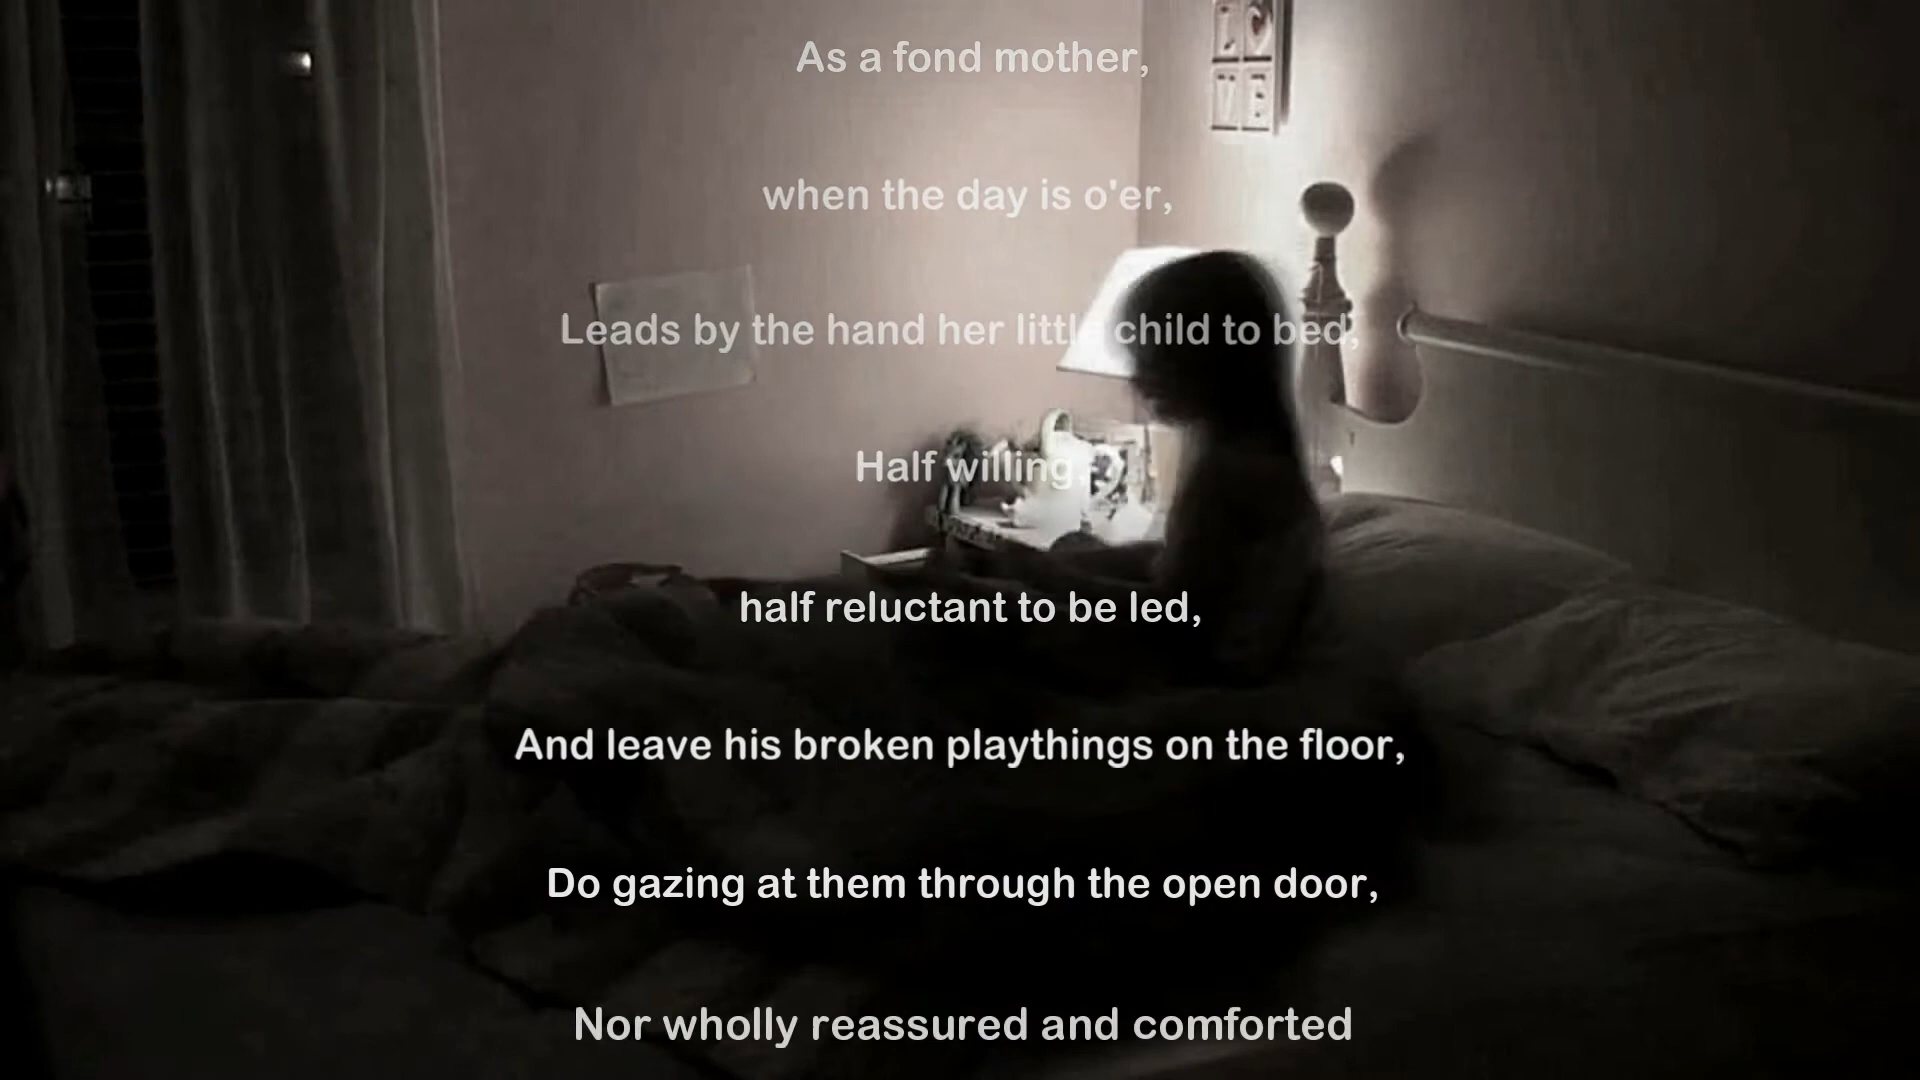 LO
VE
As a fond mother,
when the day is o'er,
Leads by the hand her little child to bed,
Half willing,
half reluctant to be led,
And leave his broken playthings on the floor,
Do gazing at them through the open door,
Nor wholly reassured and comforted